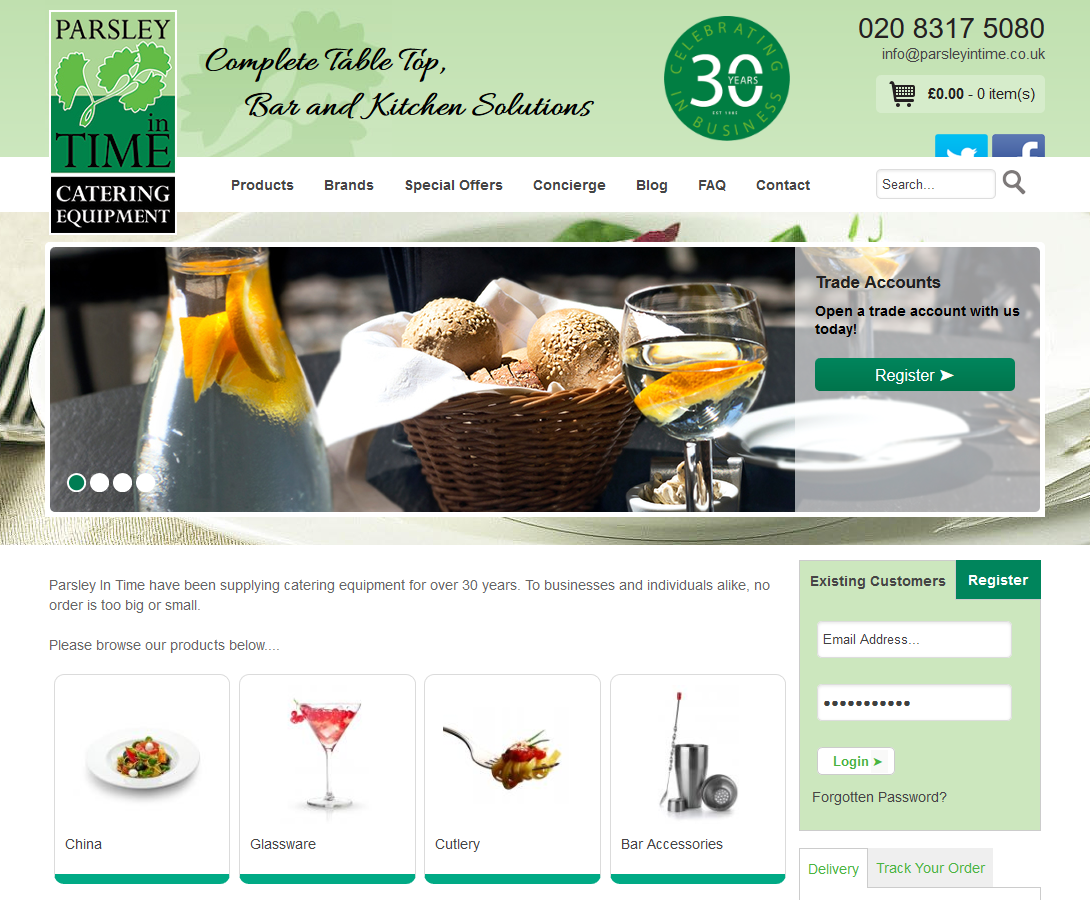 PARSLEY
in
TIME
CATERING
EQUIPMENT
Complete Table Top,
Bar and Kitchen Solutions
CELEBRATING
30
YEARS
IN BUSINESS
020 8317 5080
info@parsleyintime.co.uk
£0.00 - 0 item(s)
Products Brands Special Offers Concierge Blog FAQ Contact
Search...
Trade Accounts
Open a trade account with us
today!
Register
Parsley In Time have been supplying catering equipment for over 30 years. To businesses and individuals alike, no
order is too big or small.
Please browse our products below....
China
Glassware
Cutlery
Bar Accessories
Existing Customers Register
Email Address...
Login
Forgotten Password?
Delivery Track Your Order